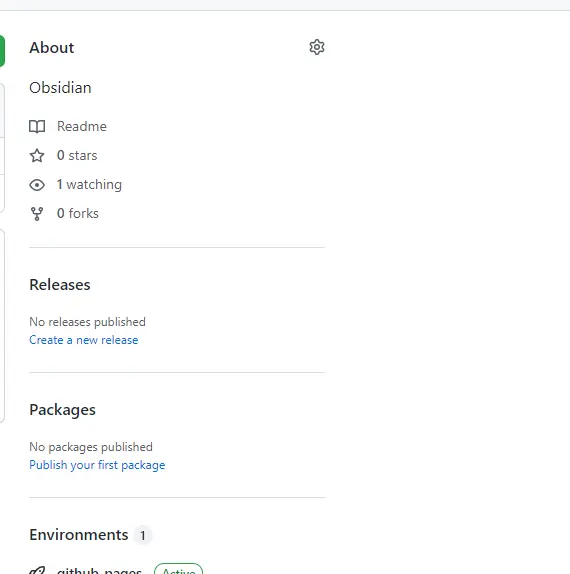 About
Obsidian
Readme
0 stars
1 watching
0 forks
Releases
No releases published
Create a new release
Packages
No packages published
Publish your first package
Environments 1
github-pages Active